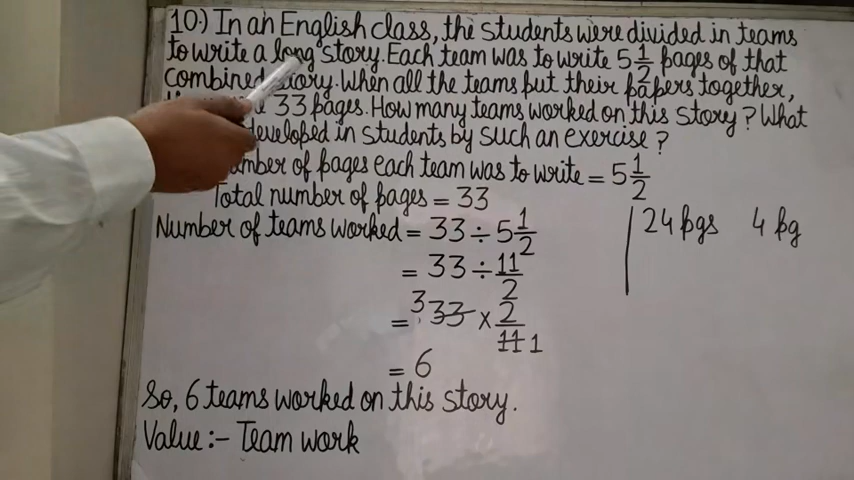 10.) In an English class, the students were divided in teams
to write a long story. Each team was to write 5 1/2 pages of that
combined story. When all the teams put their papers together,
33 pages. How many teams worked on this story? What
developed in students by such an exercise?
Number of pages each team was to write = 5 1/2
Total number of pages = 33
Number of teams worked = 33 ÷ 5 1/2
= 33 ÷ 11/2
= 3 33 × 2/11 1
= 6
24 pgs 4 pg
So, 6 teams worked on this story.
Value :- Team work